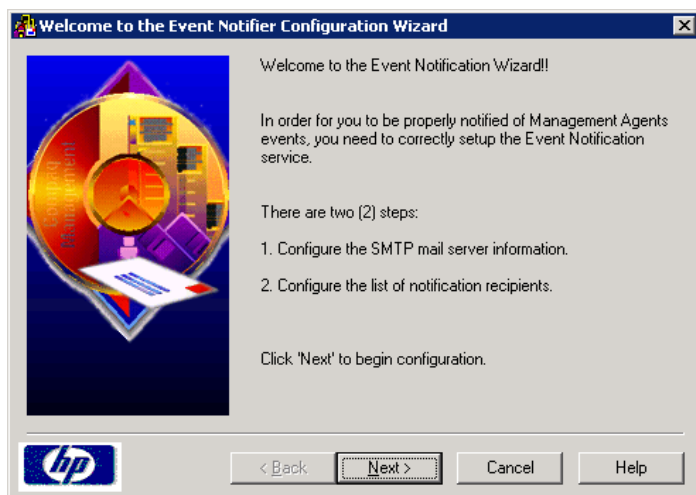 Welcome to the Event Notifier Configuration Wizard
Welcome to the Event Notification Wizard!!
In order for you to be properly notified of Management Agents
events, you need to correctly setup the Event Notification
service.
There are two (2) steps:
1. Configure the SMTP mail server information.
2. Configure the list of notification recipients.
Click 'Next' to begin configuration.
Compaq
Management
hp
< Back
Next >
Cancel
Help